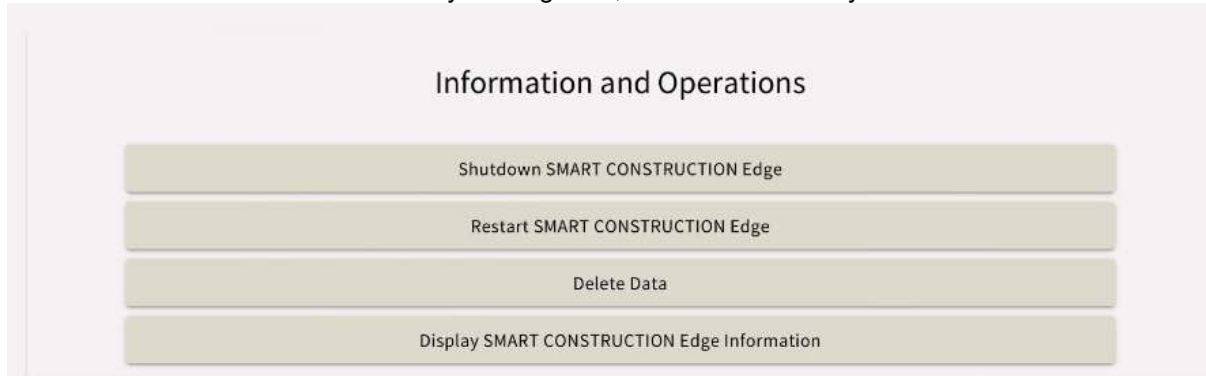 Information and Operations
Shutdown SMART CONSTRUCTION Edge
Restart SMART CONSTRUCTION Edge
Delete Data
Display SMART CONSTRUCTION Edge Information